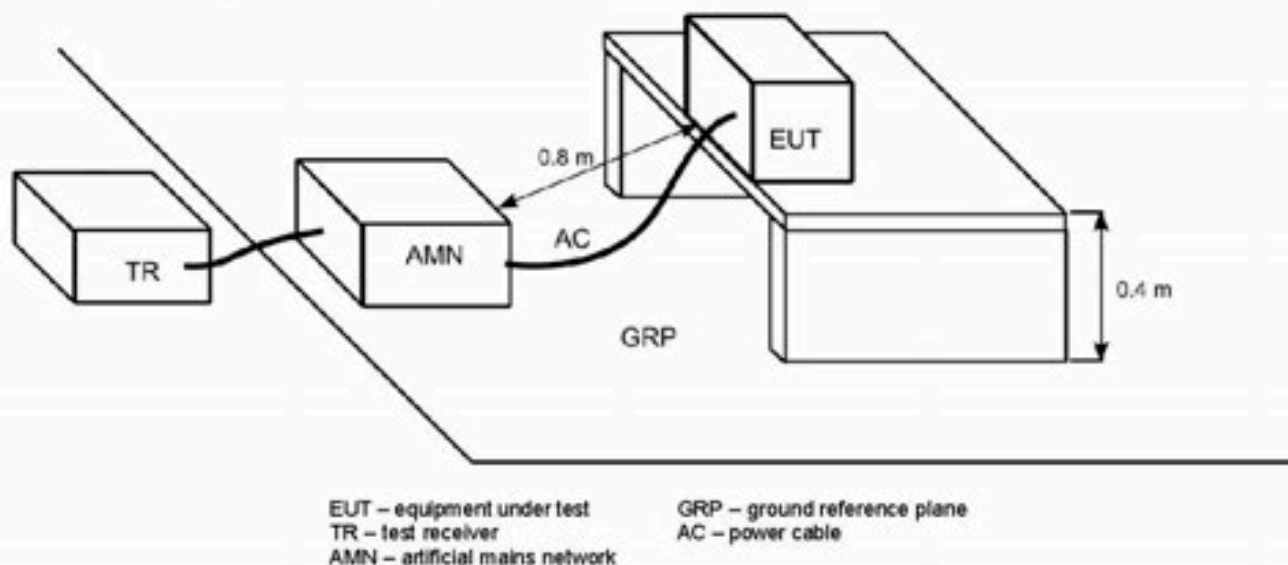 EUT
0.8 m
TR
AMN
AC
0.4 m
GRP
EUT – equipment under test
GRP – ground reference plane
TR – test receiver
AC – power cable
AMN – artificial mains network